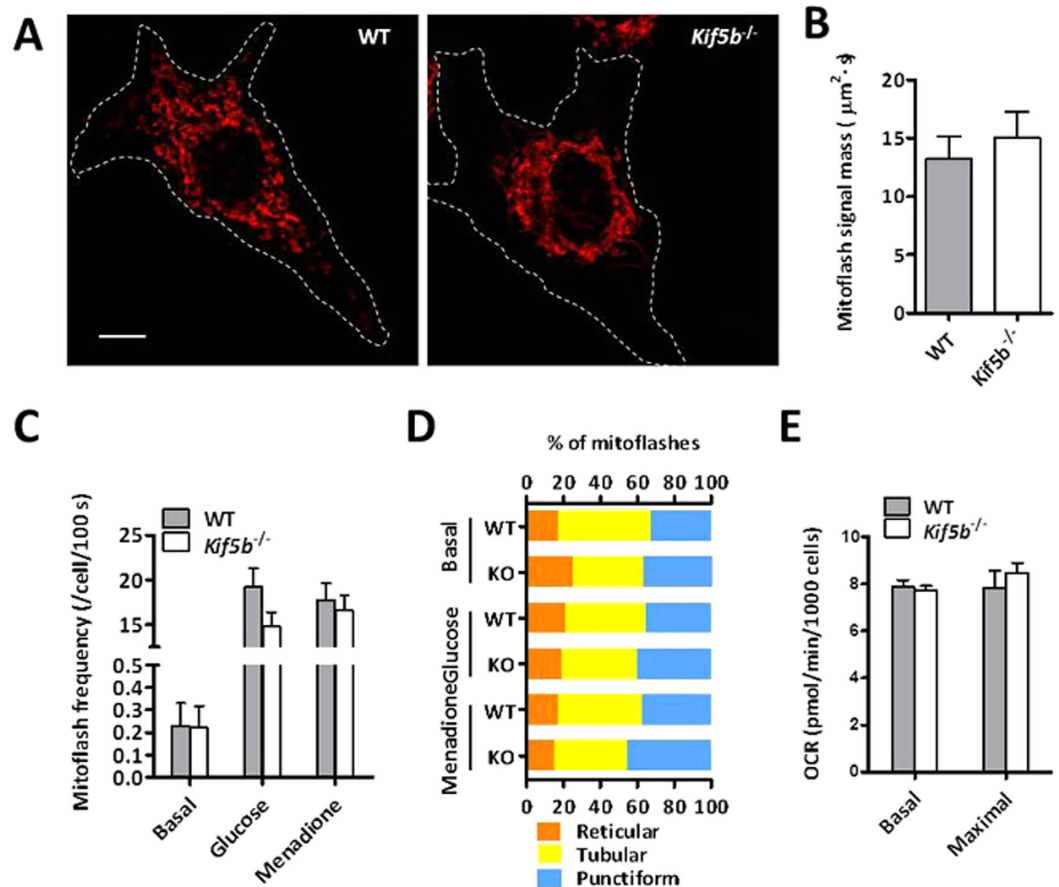 A
WT
Kif5b-/-
B
Mitoflash signal mass ( μm²· s)
20
15
10
5
0
WT
Kif5b-/-
C
Mitoflash frequency (/cell/100 s)
WT
Kif5b-/-
25
20
15
0.5
0.4
0.3
0.2
0.1
0.0
Basal
Glucose
Menadione
D
% of mitoflashes
0 20 40 60 80 100
Basal
WT
KO
Glucose
WT
KO
Menadione
WT
KO
0 20 40 60 80 100
Reticular
Tubular
Punctiform
E
OCR (pmol/min/1000 cells)
WT
Kif5b-/-
10
8
6
4
2
0
Basal
Maximal